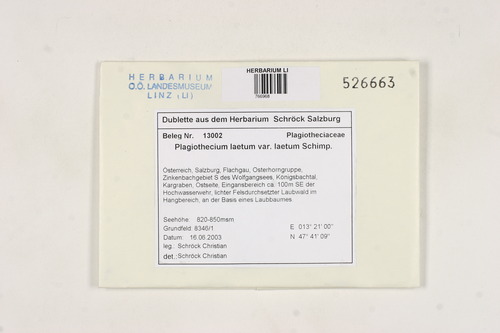 HERBARIUM
O.Ö. LANDESMUSEUM
LINZ (LI)
HERBARIUM LI
766968
526663
Dublette aus dem Herbarium Schröck Salzburg
Beleg Nr. 13002 Plagiotheciaceae
Plagiothecium laetum var. laetum Schimp.
Österreich, Salzburg, Flachgau, Osterhorngruppe,
Zinkenbachgebiet S des Wolfgangsees, Königsbachtal,
Kargraben, Ostseite, Eingansbereich ca. 100m SE der
Hochwasserwehr, lichter Felsdurchsetzter Laubwald im
Hangbereich, an der Basis eines Laubbaumes
Seehöhe: 820-850msm
Grundfeld: 8346/1 E 013° 21' 00"
Datum: 16.06.2003 N 47° 41' 09"
leg.: Schröck Christian
det.: Schröck Christian